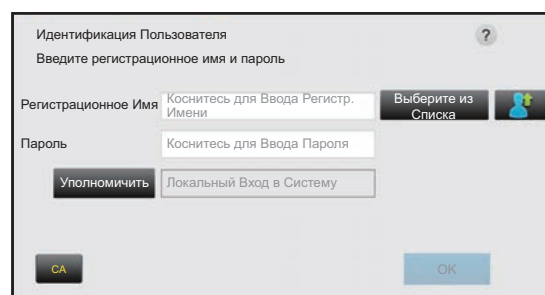 Идентификация Пользователя
?
Введите регистрационное имя и пароль
Регистрационное Имя
Коснитесь для Ввода Регистр.
Имени
Выберите из
Списка
Пароль
Коснитесь для Ввода Пароля
Уполномичить
Локальный Вход в Систему
CA
OK